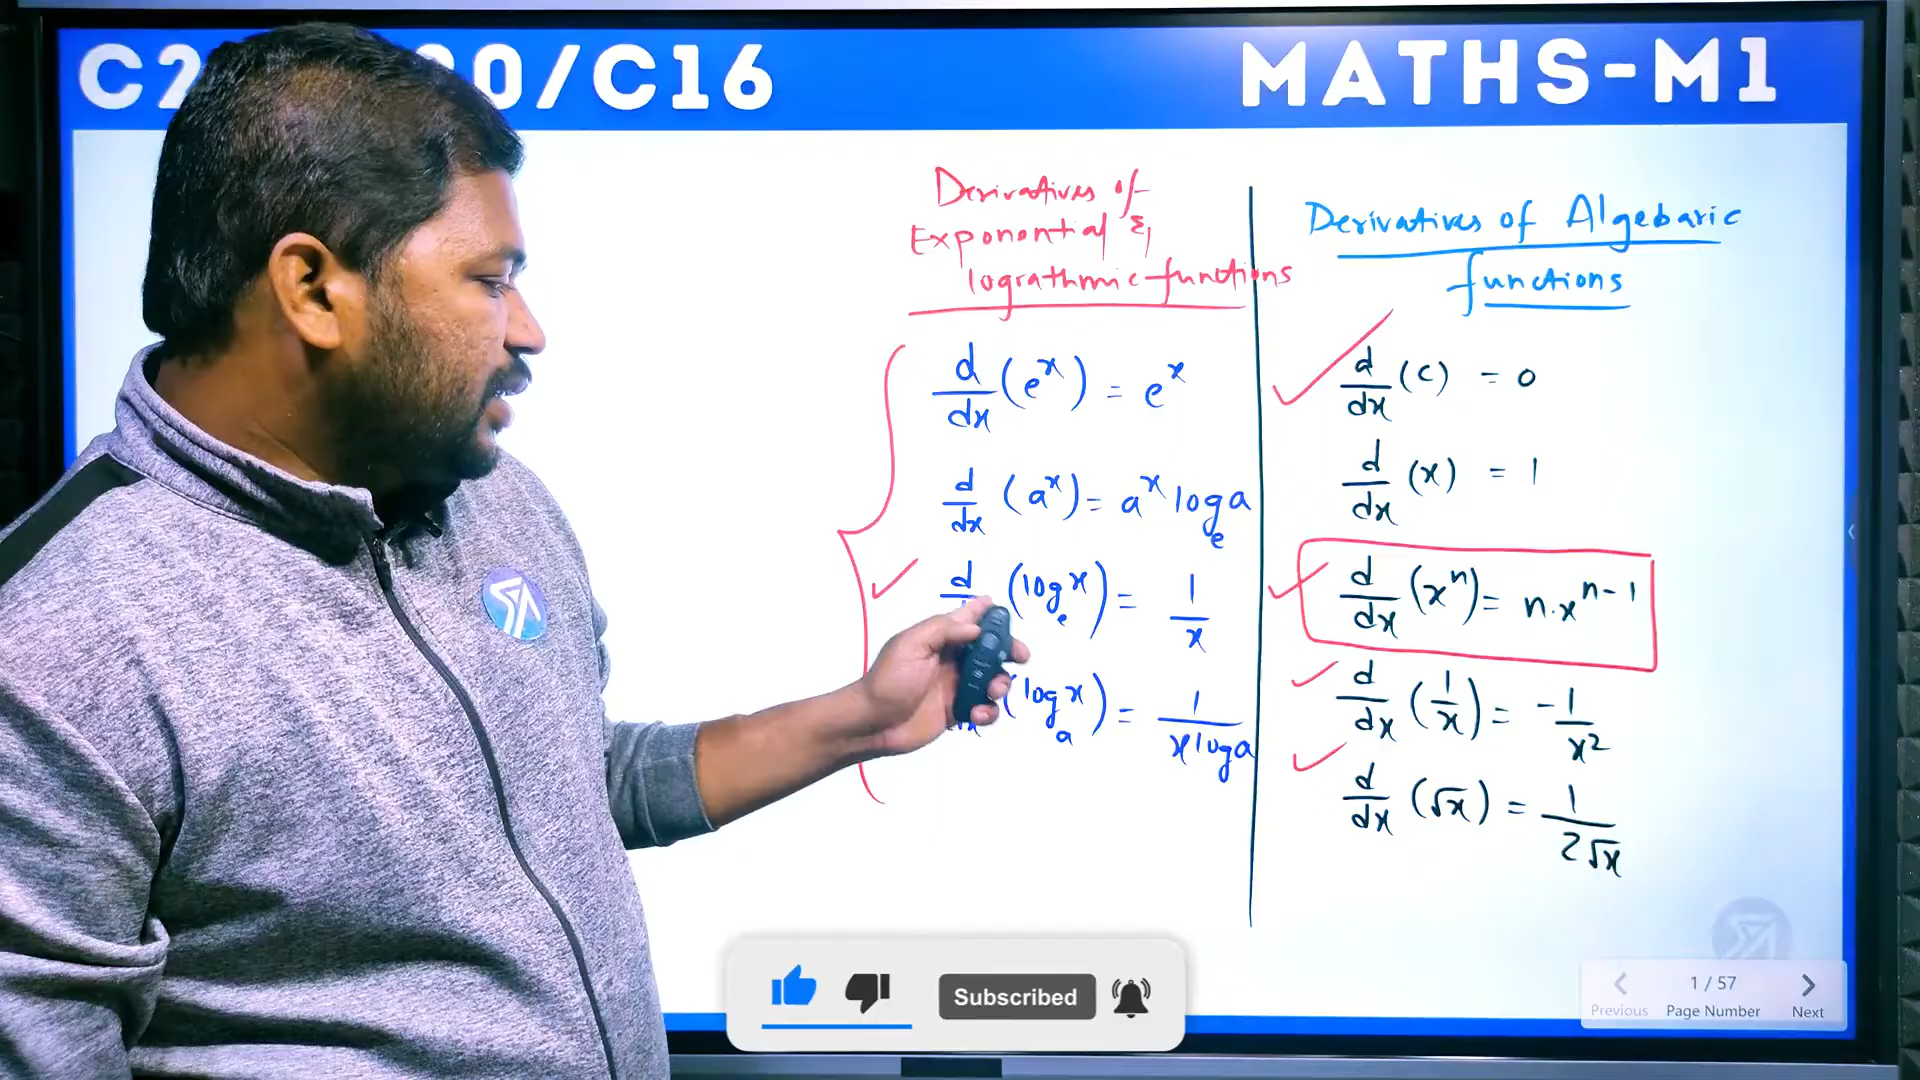 C2 0/C16
MATHS-M1
Derivatives of
Exponential &
lograthmic functions
d/dx (e^x) = e^x
d/dx (a^x) = a^x log_e a
d/d (log_e x) = 1/x
(log_a x) = 1/(x log a)
Derivatives of Algebaric
functions
d/dx (c) = 0
d/dx (x) = 1
d/dx (x^n) = n.x^{n-1}
d/dx (1/x) = -1/x^2
d/dx (√x) = 1/(2√x)
Subscribed
1 / 57
Previous Page Number Next